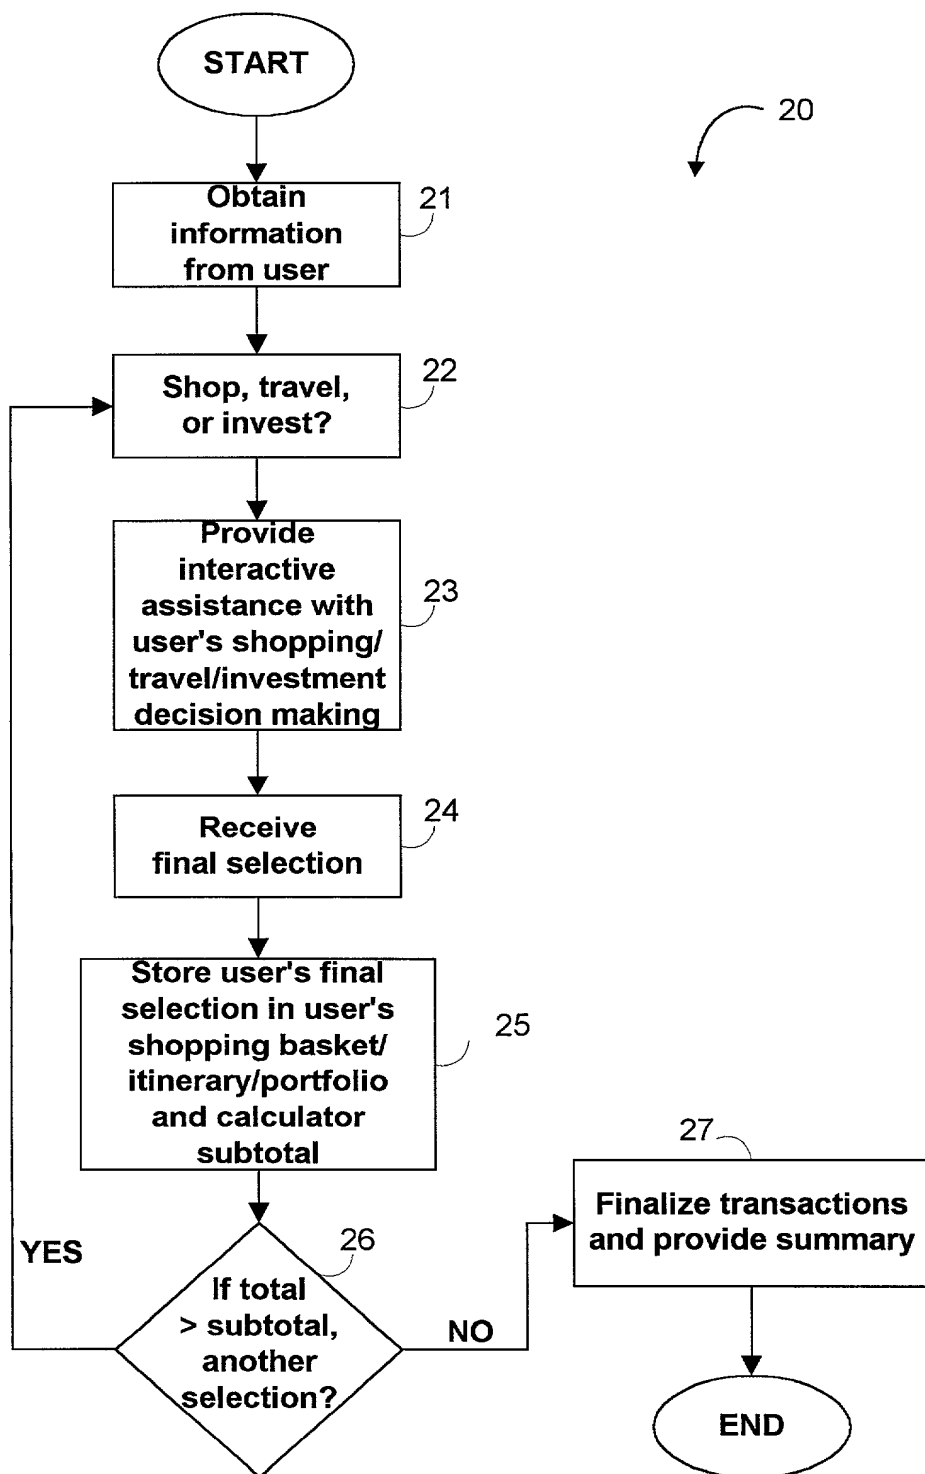 START
20
Obtain
information
from user
21
Shop, travel,
or invest?
22
Provide
interactive
assistance with
user's shopping/
travel/investment
decision making
23
Receive
final selection
24
Store user's final
selection in user's
shopping basket/
itinerary/portfolio
and calculator
subtotal
25
If total
> subtotal,
another
selection?
26
YES
NO
27
Finalize transactions
and provide summary
END